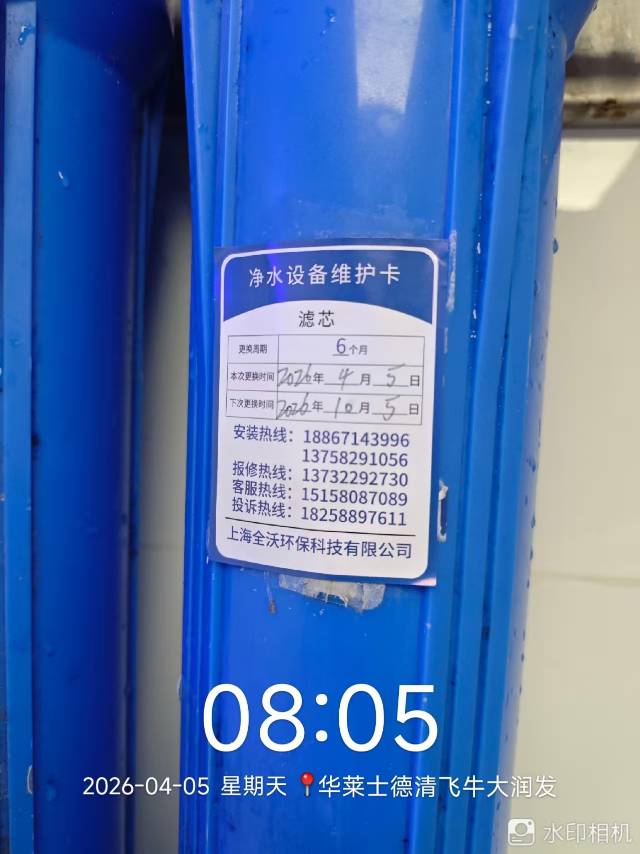 净水设备维护卡
滤芯
更换周期 6个月
本次更换时间 2026年 4月 5日
下次更换时间 2026年 10月 5日
安装热线：18867143996
13758291056
报修热线：13732292730
客服热线：15158087089
投诉热线：18258897611
上海全沃环保科技有限公司
08:05
2026-04-05 星期天 📍华莱士德清飞牛大润发
水印相机